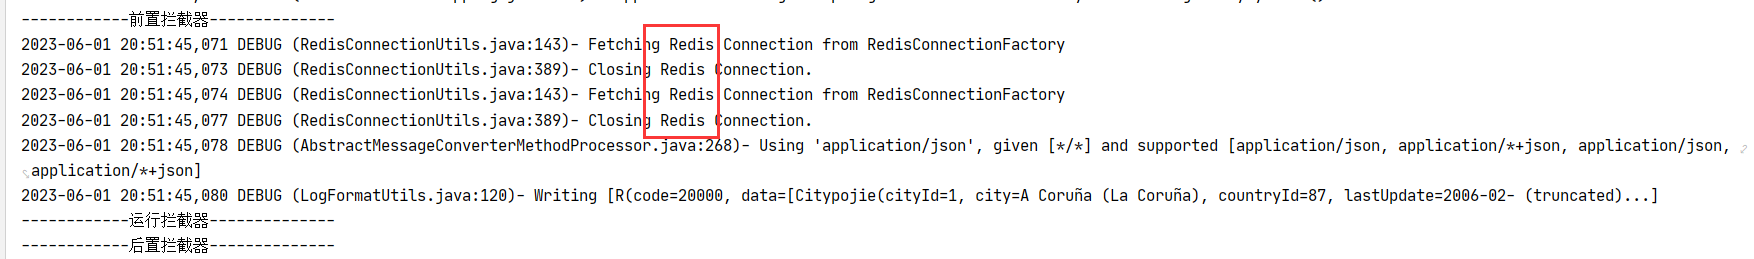 ------------前置拦截器--------------
2023-06-01 20:51:45,071 DEBUG (RedisConnectionUtils.java:143)- Fetching Redis Connection from RedisConnectionFactory
2023-06-01 20:51:45,073 DEBUG (RedisConnectionUtils.java:389)- Closing Redis Connection.
2023-06-01 20:51:45,074 DEBUG (RedisConnectionUtils.java:143)- Fetching Redis Connection from RedisConnectionFactory
2023-06-01 20:51:45,077 DEBUG (RedisConnectionUtils.java:389)- Closing Redis Connection.
2023-06-01 20:51:45,078 DEBUG (AbstractMessageConverterMethodProcessor.java:268)- Using 'application/json', given [*/*] and supported [application/json, application/*+json, application/json,
application/*+json]
2023-06-01 20:51:45,080 DEBUG (LogFormatUtils.java:120)- Writing [R(code=20000, data=[Citypojie(cityId=1, city=A Coruña (La Coruña), countryId=87, lastUpdate=2006-02- (truncated)...]
------------运行拦截器--------------
------------后置拦截器--------------